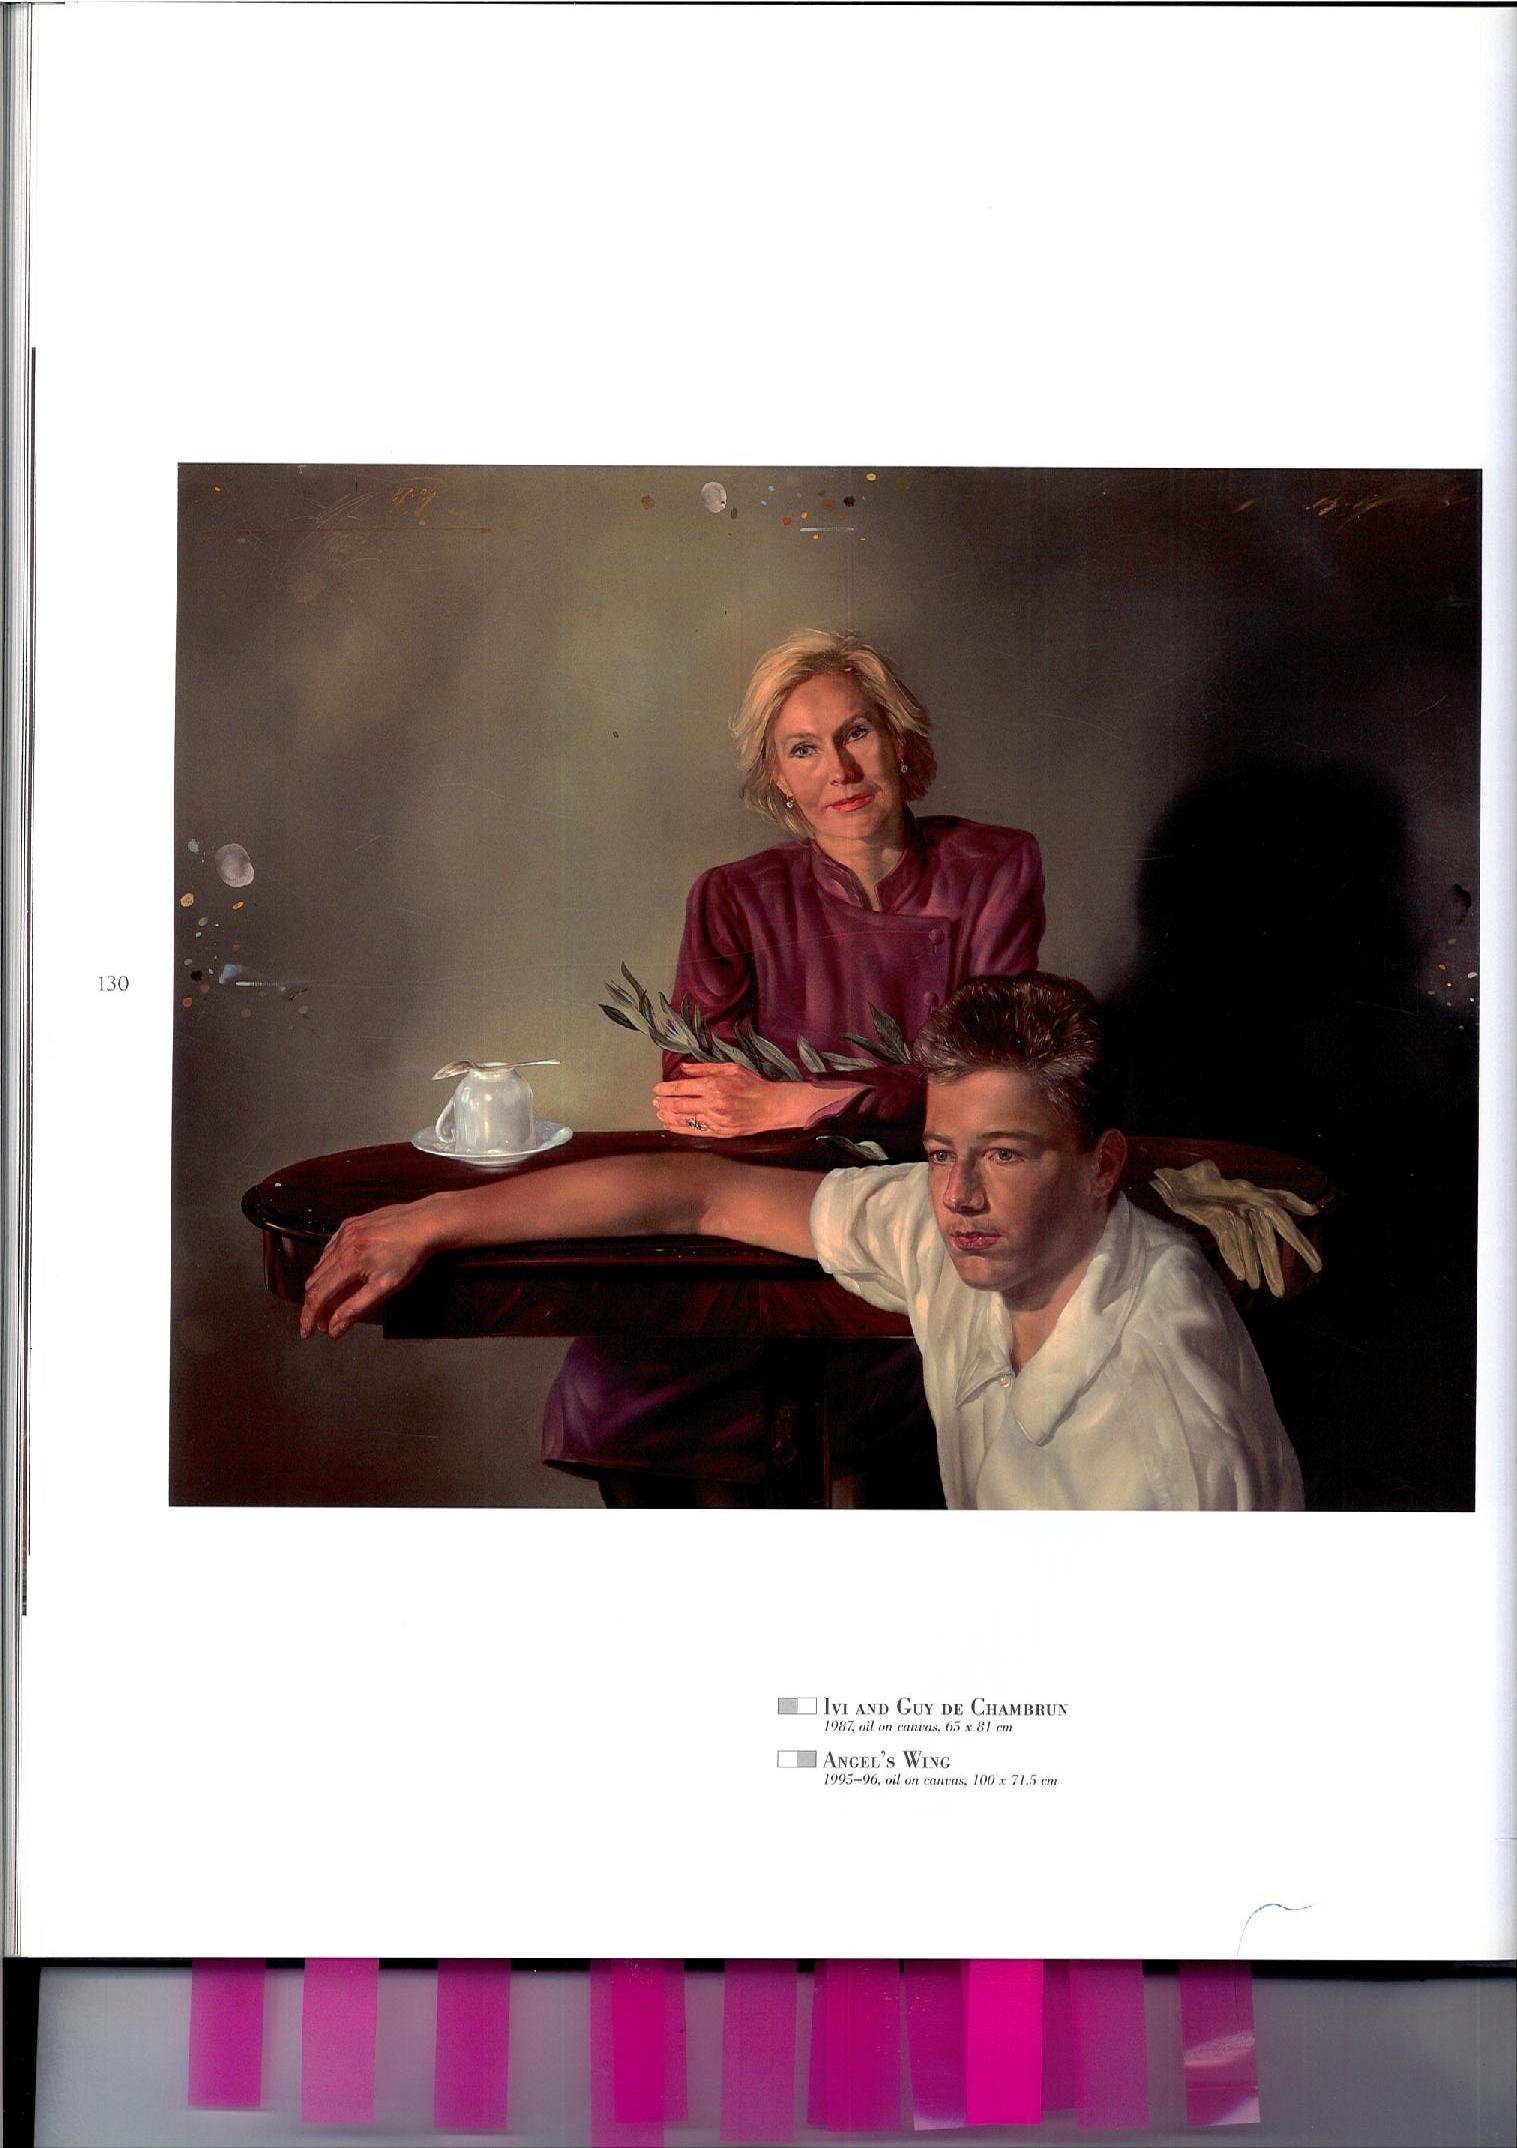 130
IVI AND GUY DE CHAMBRUN
1987, oil on canvas, 65 x 81 cm
ANGEL'S WING
1995–96, oil on canvas, 100 x 71.5 cm